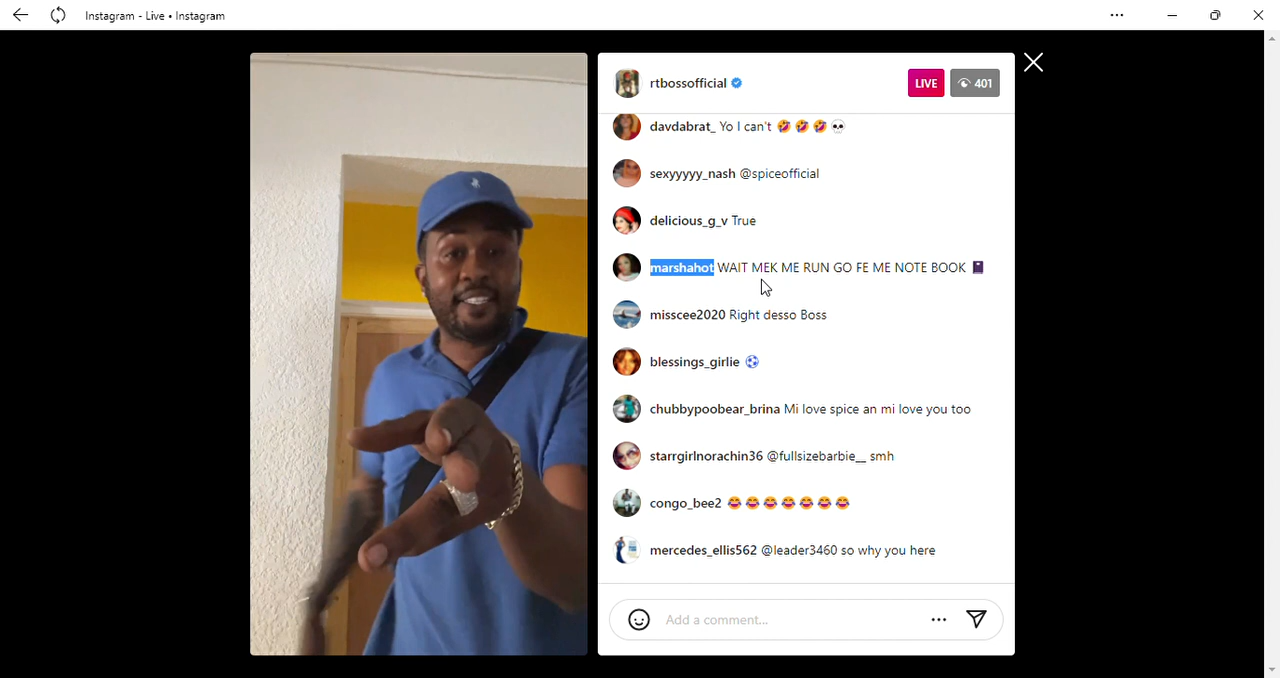 Instagram - Live • Instagram
rtbossofficial LIVE 401
davdabrat_ Yo I can't 🤣 🤣 🤣 💀
sexyyyyy_nash @spiceofficial
delicious_g_v True
marshahot WAIT MEK ME RUN GO FE ME NOTE BOOK 📓
misscee2020 Right desso Boss
blessings_girlie ⚽
chubbypoobear_brina Mi love spice an mi love you too
starrgirlnorachin36 @fullsizebarbie__ smh
congo_bee2 😂 😂 😂 😂 😂 😂 😂
mercedes_ellis562 @leader3460 so why you here
Add a comment...